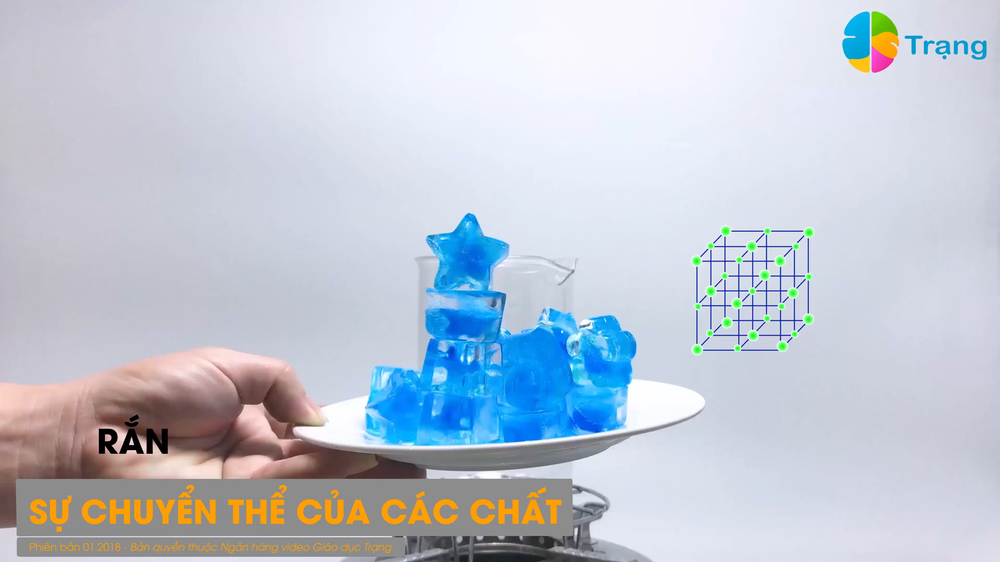 Trạng
RẮN
SỰ CHUYỂN THỂ CỦA CÁC CHẤT
Phiên bản 01.2018 - Bản quyền thuộc Ngân hàng video Giáo dục Trạng